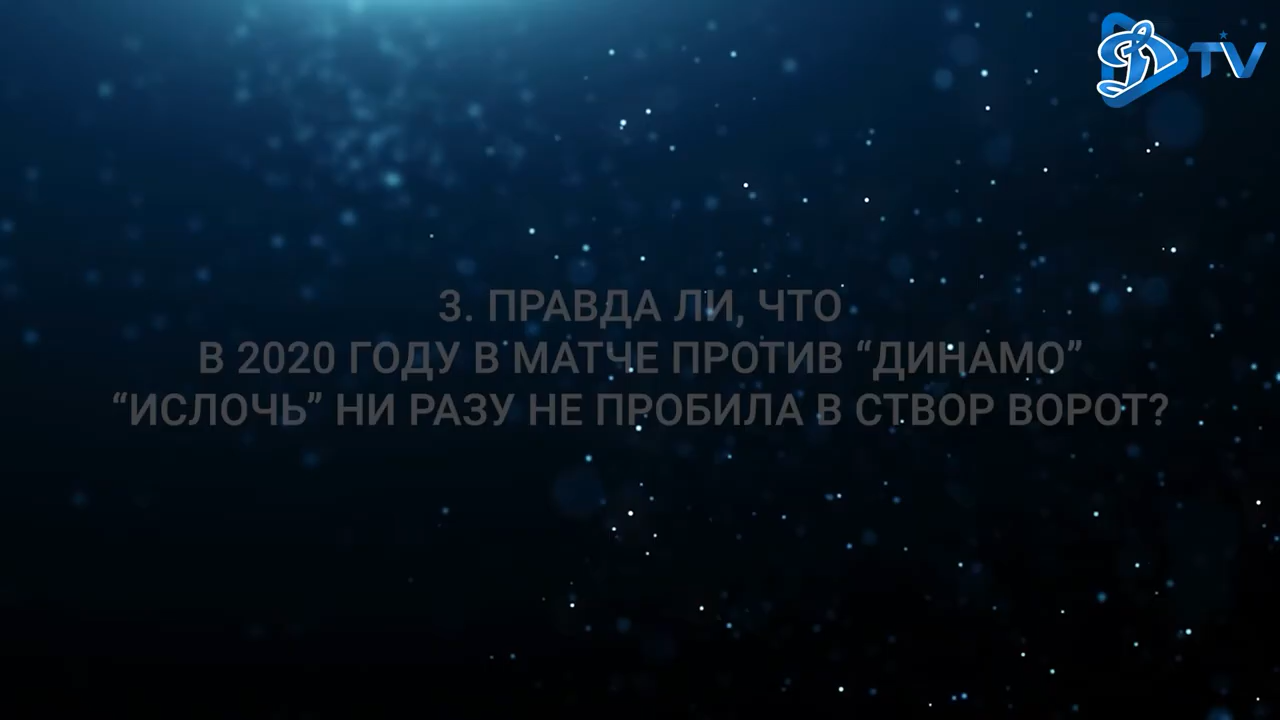 TV
3. ПРАВДА ЛИ, ЧТО
В 2020 ГОДУ В МАТЧЕ ПРОТИВ “ДИНАМО”
“ИСЛОЧЬ” НИ РАЗУ НЕ ПРОБИЛА В СТВОР ВОРОТ?